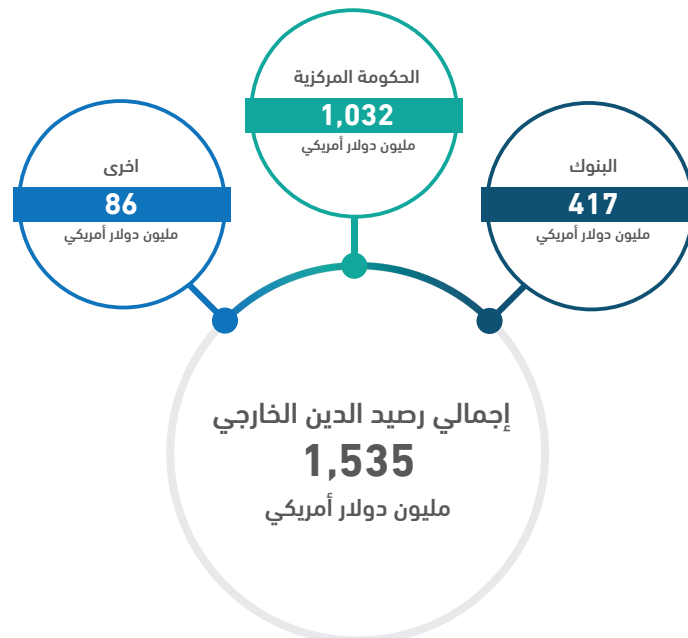 الحكومة المركزية
1,032
مليون دولار أمريكي
البنوك
417
مليون دولار أمريكي
اخرى
86
مليون دولار أمريكي
إجمالي رصيد الدين الخارجي
1,535
مليون دولار أمريكي